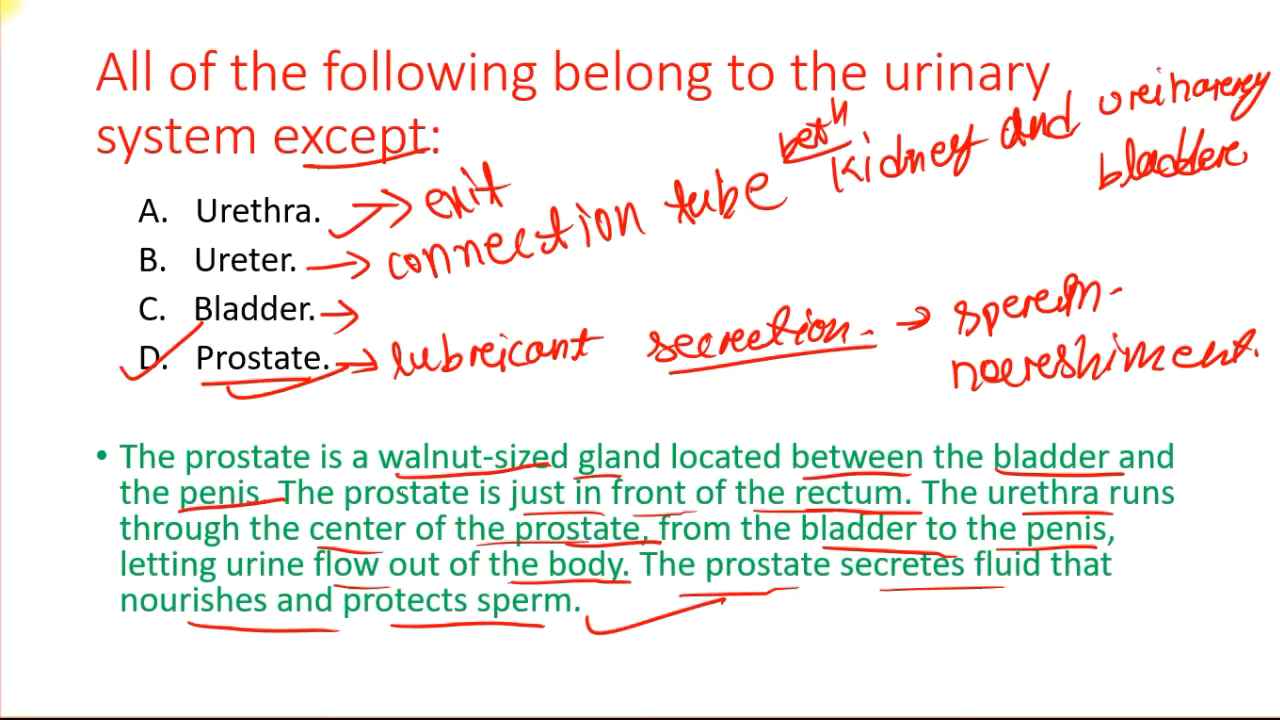 All of the following belong to the urinary
system except:
A. Urethra. → exit
B. Ureter. → connection tube betn kidney and
bladder
C. Bladder. →
D. Prostate. → lubricant secretion. → sperm
The prostate is a walnut-sized gland located between the bladder and
the penis. The prostate is just in front of the rectum. The urethra runs
through the center of the prostate, from the bladder to the penis,
letting urine flow out of the body. The prostate secretes fluid that
nourishes and protects sperm.